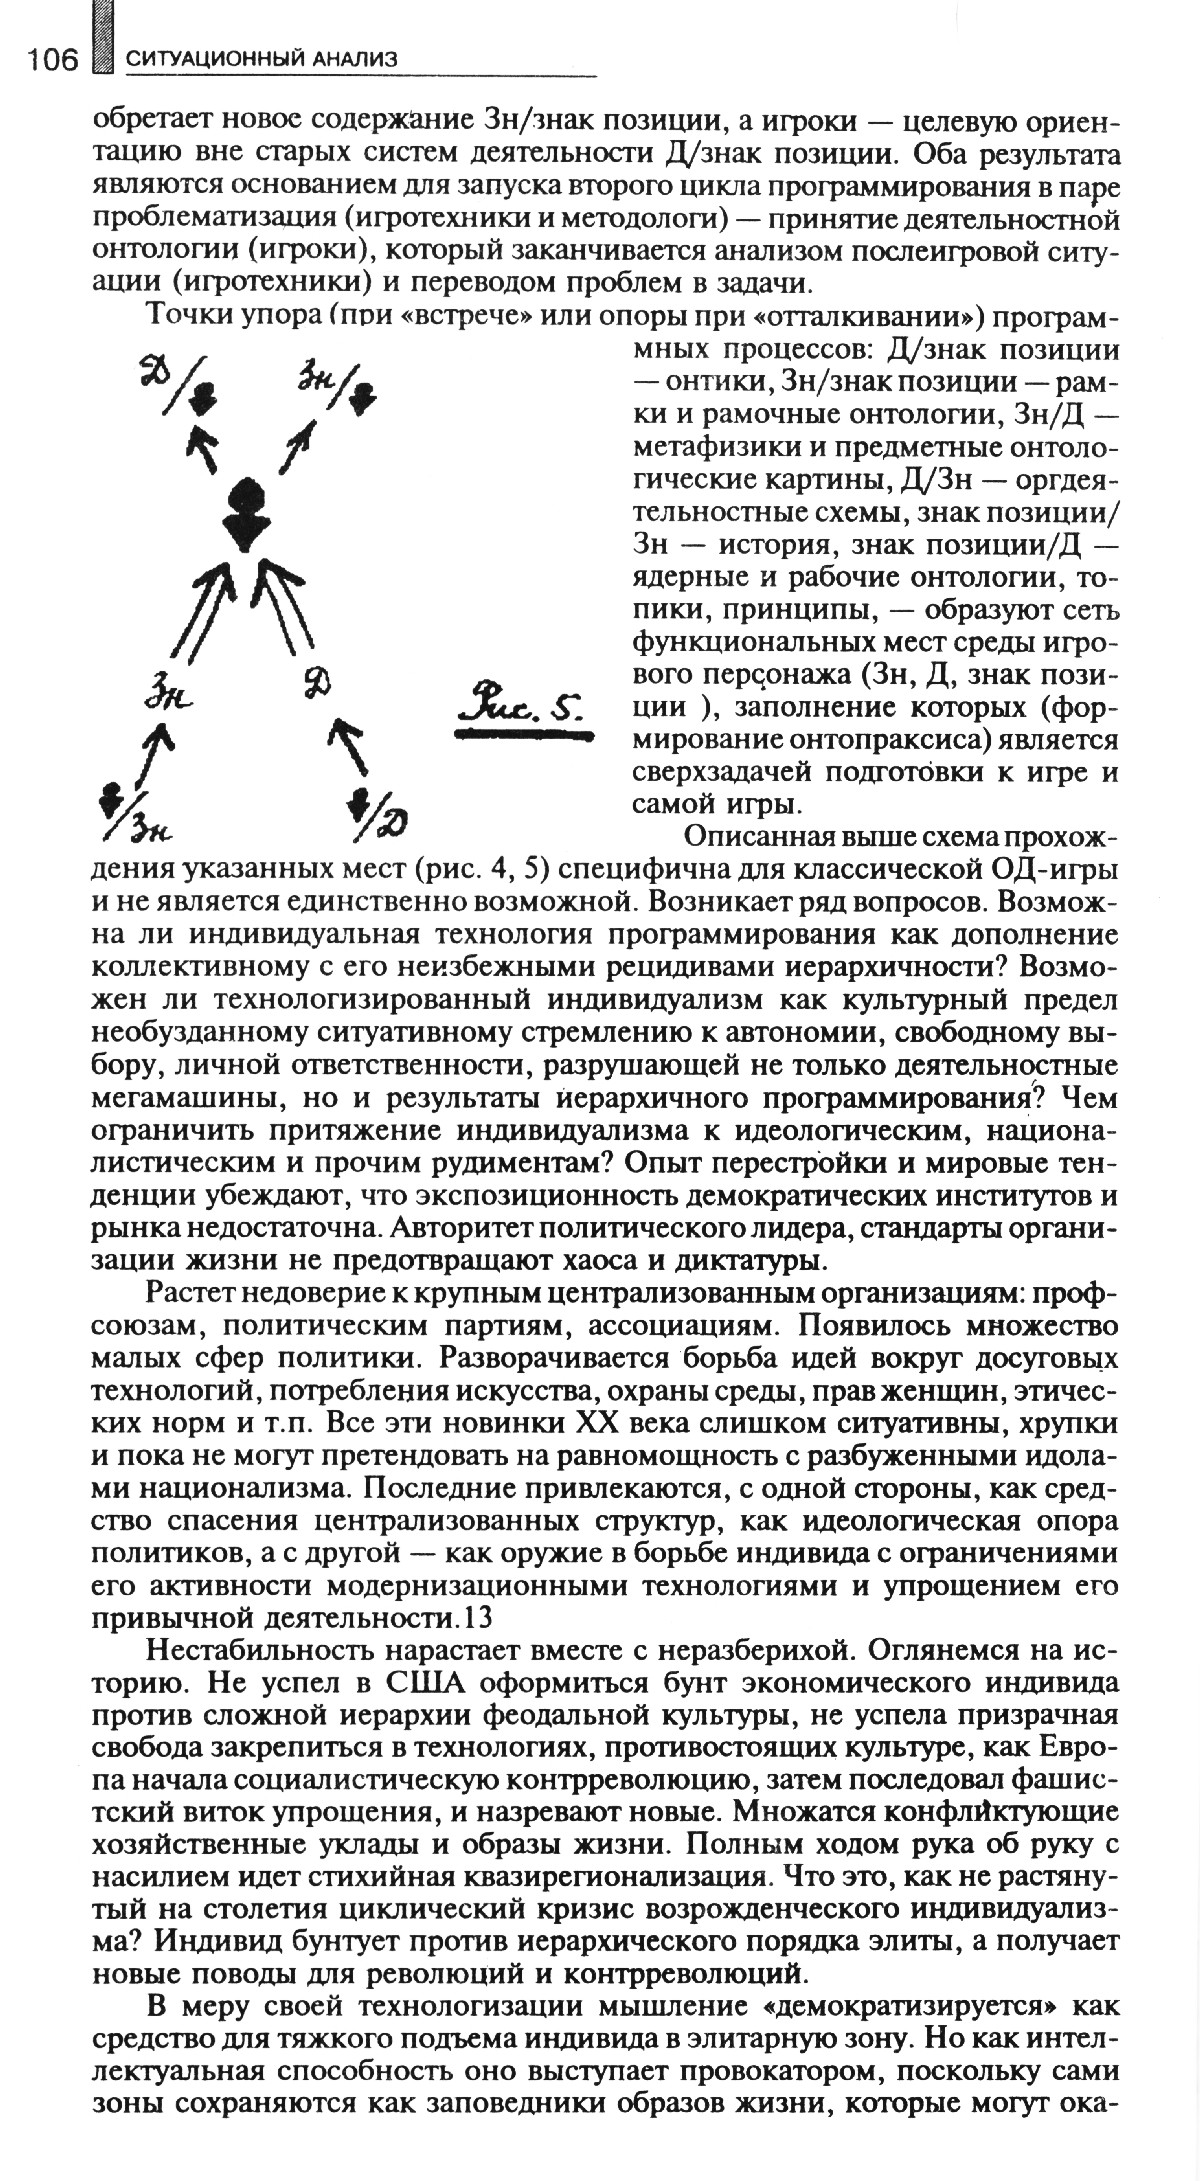 106
СИТУАЦИОННЫЙ АНАЛИЗ
обретает новое содержание Зн/знак позиции, а игроки — целевую ориен-
тацию вне старых систем деятельности Д/знак позиции. Оба результата
являются основанием для запуска второго цикла программирования в паре
проблематизация (игротехники и методологи) — принятие деятельностной
онтологии (игроки), который заканчивается анализом послеигровой ситу-
ации (игротехники) и переводом проблем в задачи.
Точки упора (при «встрече» или опоры при «отталкивании») програм-
мных процессов: Д/знак позиции
— онтики, Зн/знак позиции — рам-
ки и рамочные онтологии, Зн/Д —
метафизики и предметные онтоло-
гические картины, Д/Зн — оргдея-
тельностные схемы, знак позиции/
Зн — история, знак позиции/Д —
ядерные и рабочие онтологии, то-
пики, принципы, — образуют сеть
функциональных мест среды игро-
вого персонажа (Зн, Д, знак пози-
ции ), заполнение которых (фор-
мирование онтопраксиса) является
сверхзадачей подготовки к игре и
самой игры.
Д/
Зн/
Зн
Д
Рис. 5.
/Зн
/Д
Описанная выше схема прохож-
дения указанных мест (рис. 4, 5) специфична для классической ОД-игры
и не является единственно возможной. Возникает ряд вопросов. Возмож-
на ли индивидуальная технология программирования как дополнение
коллективному с его неизбежными рецидивами иерархичности? Возмо-
жен ли технологизированный индивидуализм как культурный предел
необузданному ситуативному стремлению к автономии, свободному вы-
бору, личной ответственности, разрушающей не только деятельностные
мегамашины, но и результаты иерархичного программирования? Чем
ограничить притяжение индивидуализма к идеологическим, национа-
листическим и прочим рудиментам? Опыт перестройки и мировые тен-
денции убеждают, что экспозиционность демократических институтов и
рынка недостаточна. Авторитет политического лидера, стандарты органи-
зации жизни не предотвращают хаоса и диктатуры.
Растет недоверие к крупным централизованным организациям: проф-
союзам, политическим партиям, ассоциациям. Появилось множество
малых сфер политики. Разворачивается борьба идей вокруг досуговых
технологий, потребления искусства, охраны среды, прав женщин, этичес-
ких норм и т.п. Все эти новинки XX века слишком ситуативны, хрупки
и пока не могут претендовать на равномощность с разбуженными идола-
ми национализма. Последние привлекаются, с одной стороны, как сред-
ство спасения централизованных структур, как идеологическая опора
политиков, а с другой — как оружие в борьбе индивида с ограничениями
его активности модернизационными технологиями и упрощением его
привычной деятельности.13
Нестабильность нарастает вместе с неразберихой. Оглянемся на ис-
торию. Не успел в США оформиться бунт экономического индивида
против сложной иерархии феодальной культуры, не успела призрачная
свобода закрепиться в технологиях, противостоящих культуре, как Евро-
па начала социалистическую контрреволюцию, затем последовал фашис-
тский виток упрощения, и назревают новые. Множатся конфликтующие
хозяйственные уклады и образы жизни. Полным ходом рука об руку с
насилием идет стихийная квазирегионализация. Что это, как не растяну-
тый на столетия циклический кризис возрожденческого индивидуализ-
ма? Индивид бунтует против иерархического порядка элиты, а получает
новые поводы для революций и контрреволюций.
В меру своей технологизации мышление «демократизируется» как
средство для тяжкого подъема индивида в элитарную зону. Но как интел-
лектуальная способность оно выступает провокатором, поскольку сами
зоны сохраняются как заповедники образов жизни, которые могут ока-